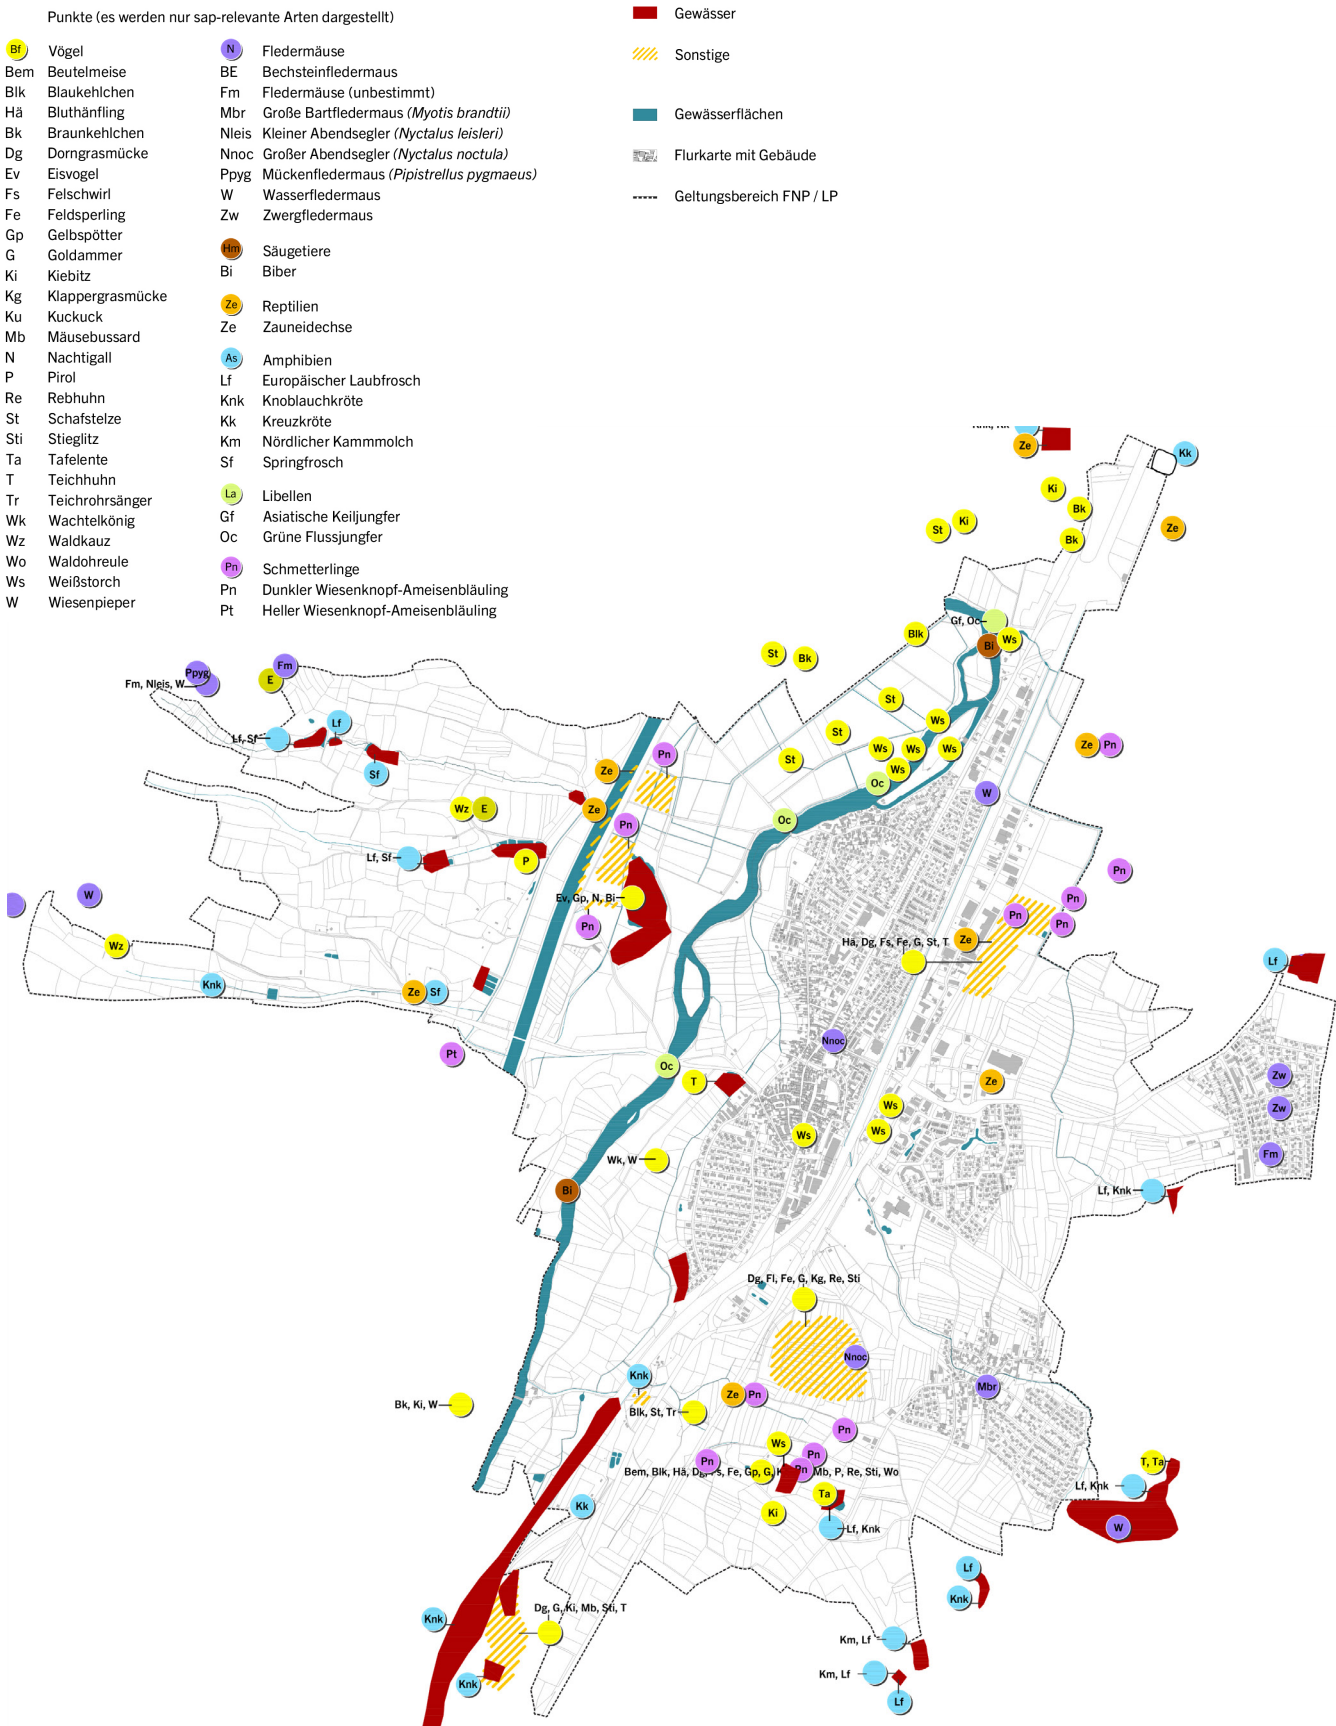 Punkte (es werden nur sap-relevante Arten dargestellt)
Bf Vögel
Bem Beutelmeise
Blk Blaukehlchen
Hä Bluthänfling
Bk Braunkehlchen
Dg Dorngrasmücke
Ev Eisvogel
Fs Felschwirl
Fe Feldsperling
Gp Gelbspötter
G Goldammer
Ki Kiebitz
Kg Klappergrasmücke
Ku Kuckuck
Mb Mäusebussard
N Nachtigall
P Pirol
Re Rebhuhn
St Schafstelze
Sti Stieglitz
Ta Tafelente
T Teichhuhn
Tr Teichrohrsänger
Wk Wachtelkönig
Wz Waldkauz
Wo Waldohreule
Ws Weißstorch
W Wiesenpieper
N Fledermäuse
BE Bechsteinfledermaus
Fm Fledermäuse (unbestimmt)
Mbr Große Bartfledermaus (Myotis brandtii)
Nleis Kleiner Abendsegler (Nyctalus leisleri)
Nnoc Großer Abendsegler (Nyctalus noctula)
Ppyg Mückenfledermaus (Pipistrellus pygmaeus)
W Wasserfledermaus
Zw Zwergfledermaus
Hm Säugetiere
Bi Biber
Ze Reptilien
Ze Zauneidechse
As Amphibien
Lf Europäischer Laubfrosch
Knk Knoblauchkröte
Kk Kreuzkröte
Km Nördlicher Kammmolch
Sf Springfrosch
La Libellen
Gf Asiatische Keiljungfer
Oc Grüne Flussjungfer
Pn Schmetterlinge
Pn Dunkler Wiesenknopf-Ameisenbläuling
Pt Heller Wiesenknopf-Ameisenbläuling
Gewässer
Sonstige
Gewässerflächen
Flurkarte mit Gebäude
Geltungsbereich FNP / LP
Ze
Kk
Ki
Bk
Ki
St
Bk
Ze
Gf, Oc
Blk
Bi
Ws
St
Bk
Fm
Ppyg
E
Fm, Nleis, W
St
Ws
Lf
St
Lf, Sf
Ws
Ws
Ws
Ze
Pn
Pn
St
Ws
Sf
Ze
Oc
W
Wz
E
Ze
Oc
Pn
Lf, Sf
P
Pn
W
Ev, Gp, N, Bi
Pn
Pn
Pn
Pn
Hä, Dg, Fs, Fe, G, St, T
Ze
Wz
Lf
Knk
Ze
Sf
Nnoc
Pt
Oc
T
Ze
Zw
Ws
Zw
Ws
Ws
Fm
Wk, W
Bi
Lf, Knk
Dg, Fl, Fe, G, Kg, Re, Sti
Nnoc
Knk
Mbr
Ze
Pn
Bk, Ki, W
Blk, St, Tr
Pn
Ws
Pn
Pn
T, Ta
Bem, Blk, Hä, Dg, Fs, Fe, Gp, G, K
Pn
Mb, P, Re, Sti, Wo
Lf, Knk
Ta
Kk
Ki
Lf, Knk
W
Lf
Knk
Dg, G, Ki, Mb, Sti, T
Knk
Km, Lf
Km, Lf
Knk
Lf